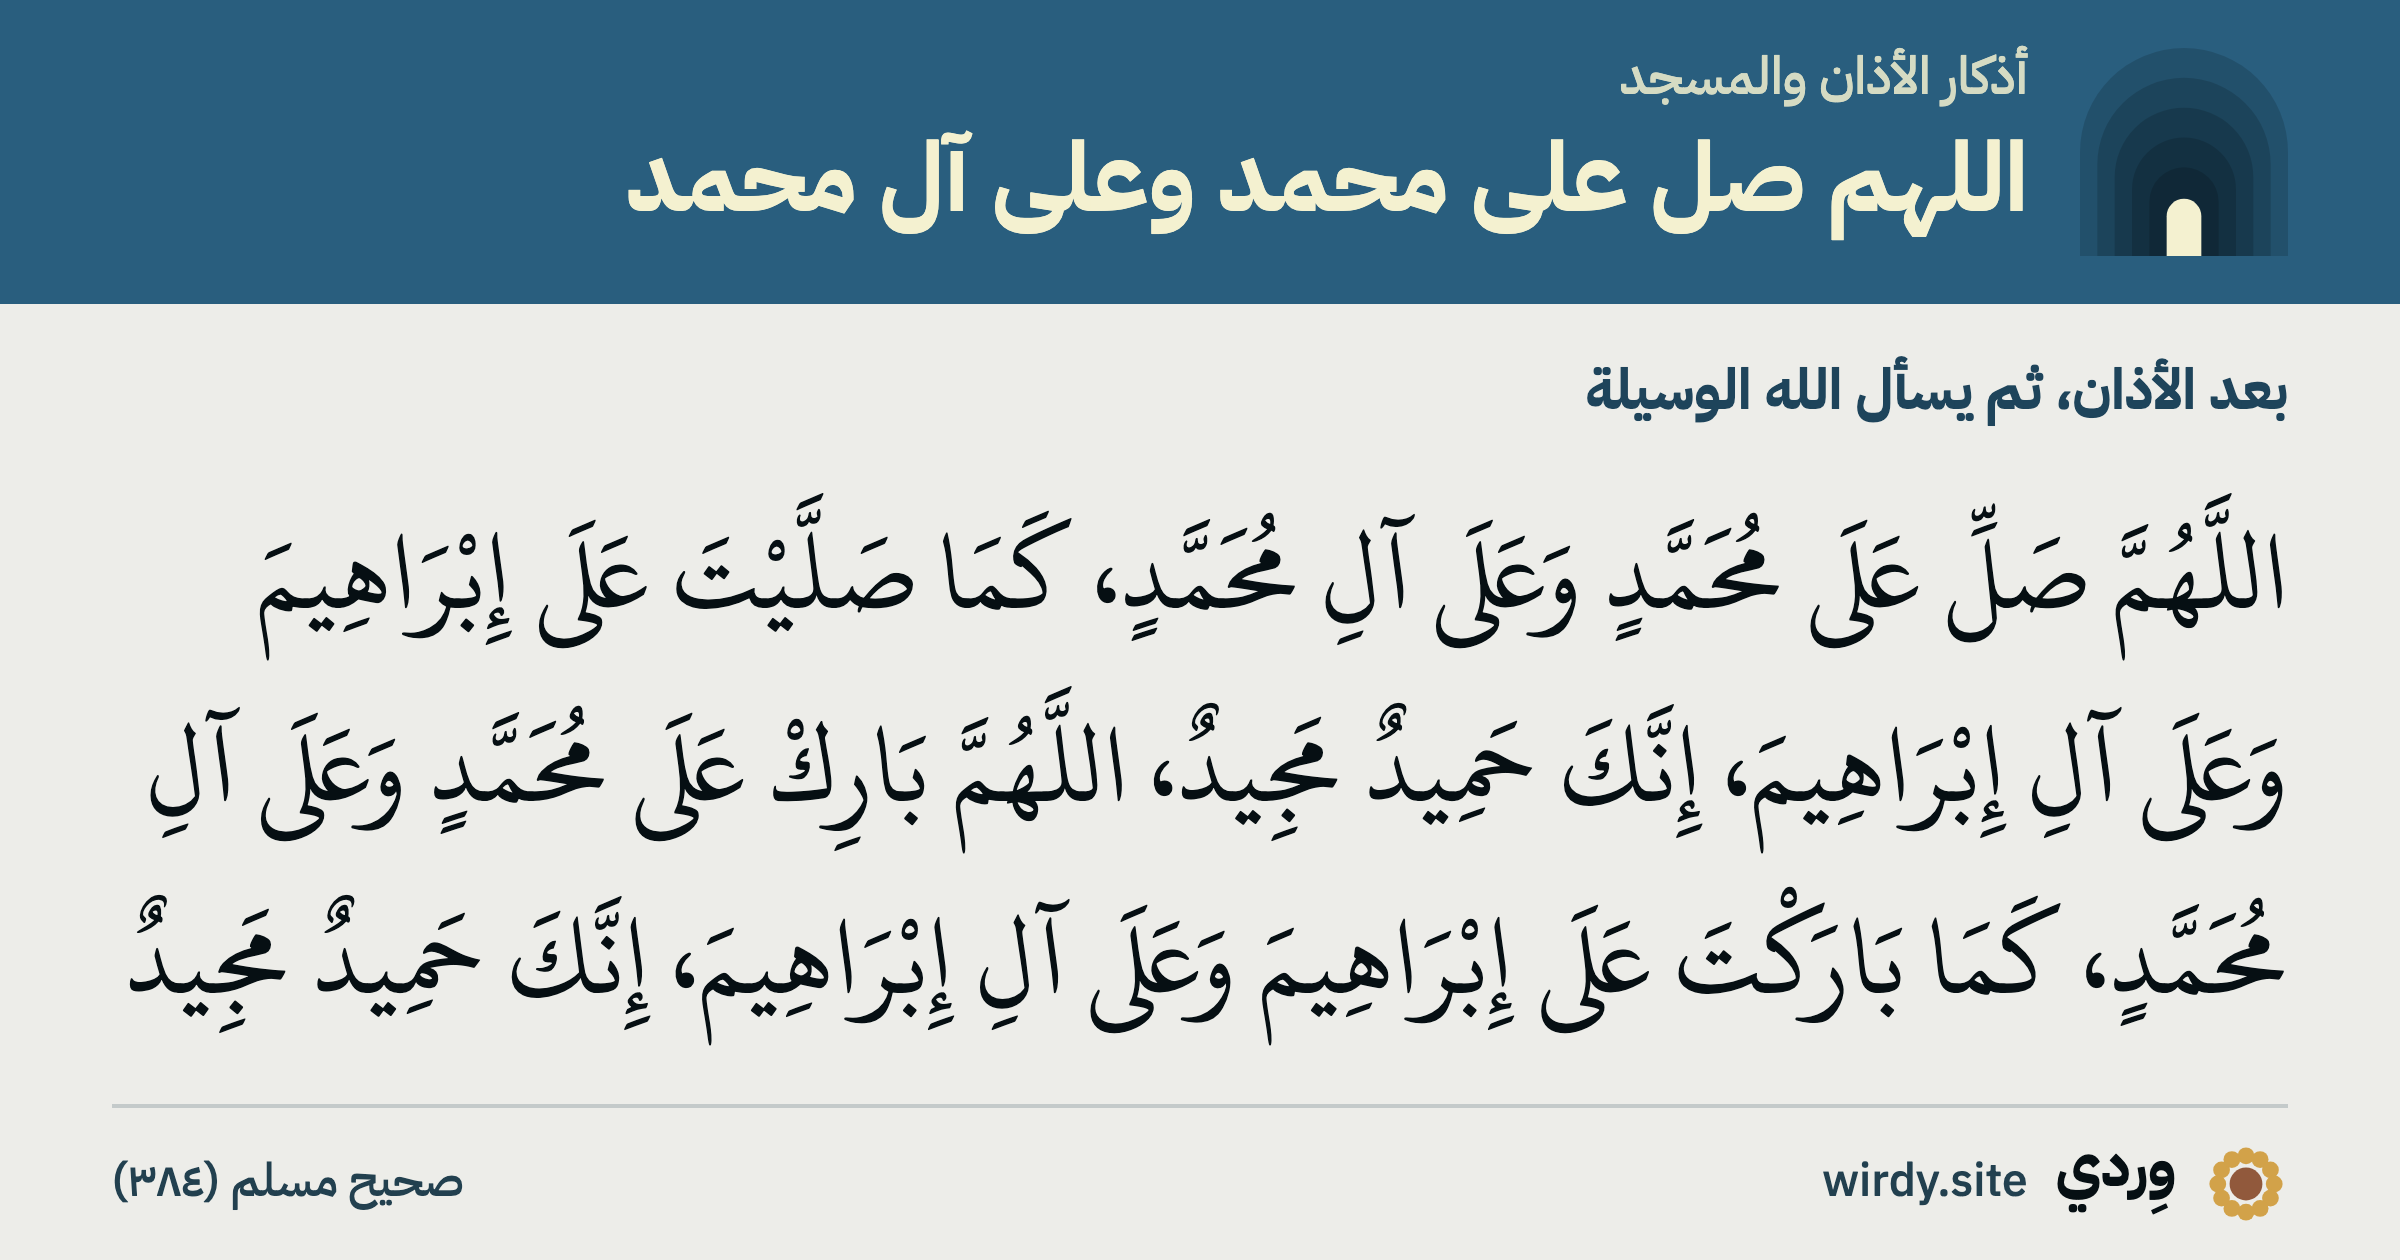 أذكار الأذان والمسجد
اللهم صل على محمد وعلى آل محمد
بعد الأذان، ثم يسأل الله الوسيلة
اللَّهُمَّ صَلِّ عَلَى مُحَمَّدٍ وَعَلَى آلِ مُحَمَّدٍ، كَمَا صَلَّيْتَ عَلَى إِبْرَاهِيمَ
وَعَلَى آلِ إِبْرَاهِيمَ، إِنَّكَ حَمِيدٌ مَجِيدٌ، اللَّهُمَّ بَارِكْ عَلَى مُحَمَّدٍ وَعَلَى آلِ
مُحَمَّدٍ، كَمَا بَارَكْتَ عَلَى إِبْرَاهِيمَ وَعَلَى آلِ إِبْرَاهِيمَ، إِنَّكَ حَمِيدٌ مَجِيدٌ
وِردي wirdy.site
صحيح مسلم (٣٨٤)